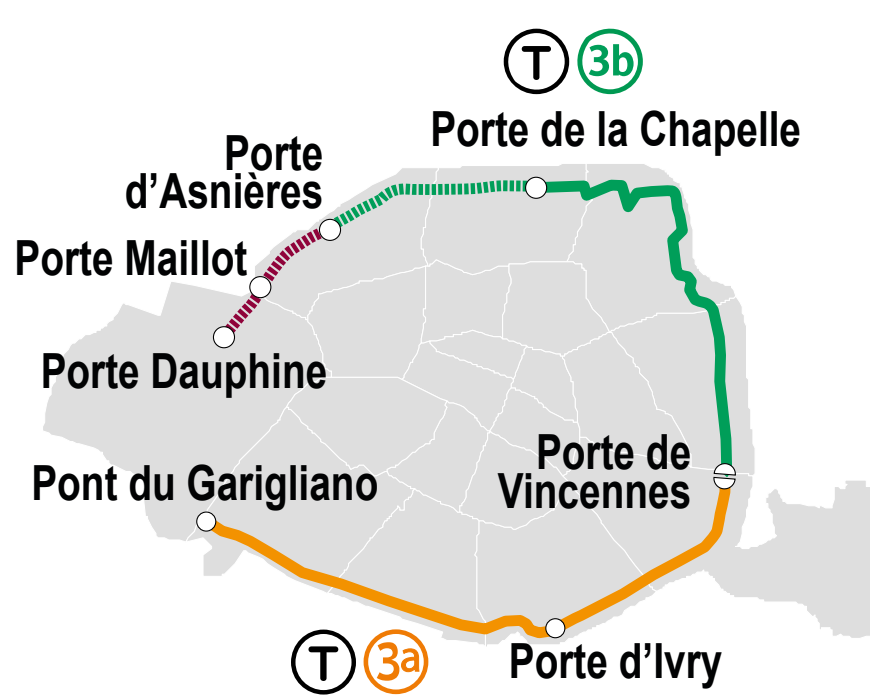 T 3b
Porte de la Chapelle
Porte
d’Asnières
Porte Maillot
Porte Dauphine
Porte de
Vincennes
Pont du Garigliano
Porte d’Ivry
T 3a